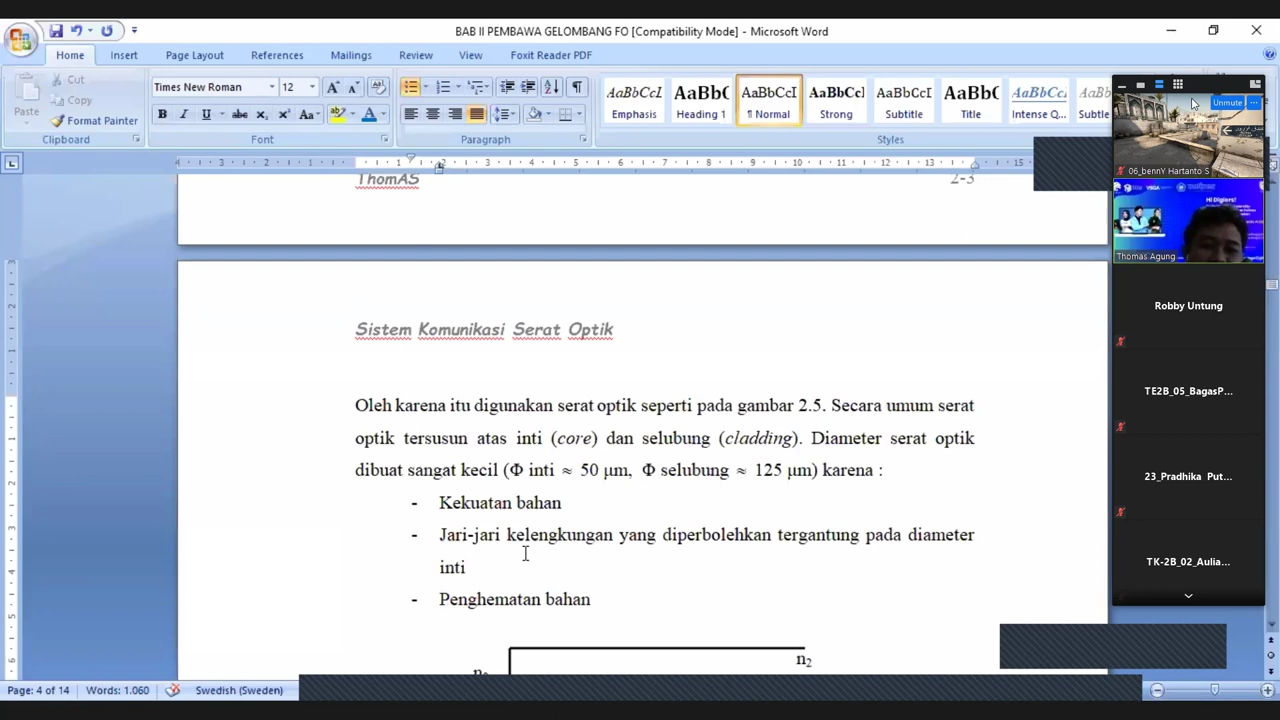 BAB II PEMBAWA GELOMBANG FO [Compatibility Mode] - Microsoft Word
Home Insert Page Layout References Mailings Review View Foxit Reader PDF
Paste
Cut
Copy
Format Painter
Clipboard
Times New Roman 12
Font
Paragraph
AaBbCcI AaBbC AaBbCcI AaBbCcl AaBbCcI AaBbC AaBbCcI
Emphasis Heading 1 ¶ Normal Strong Subtitle Title Intense Q...
Styles
ThomAS 2-3
Sistem Komunikasi Serat Optik
Oleh karena itu digunakan serat optik seperti pada gambar 2.5. Secara umum serat
optik tersusun atas inti (core) dan selubung (cladding). Diameter serat optik
dibuat sangat kecil (Φ inti ≈ 50 μm, Φ selubung ≈ 125 μm) karena :
- Kekuatan bahan
- Jari-jari kelengkungan yang diperbolehkan tergantung pada diameter
inti
- Penghematan bahan
n2
Unmute
06_bennY Hartanto S
Hi Digiers!
Thomas Agung
Robby Untung
TE2B_05_BagasP...
23_Pradhika Put...
TK-2B_02_Aulia...
Page: 4 of 14 Words: 1.060 Swedish (Sweden)